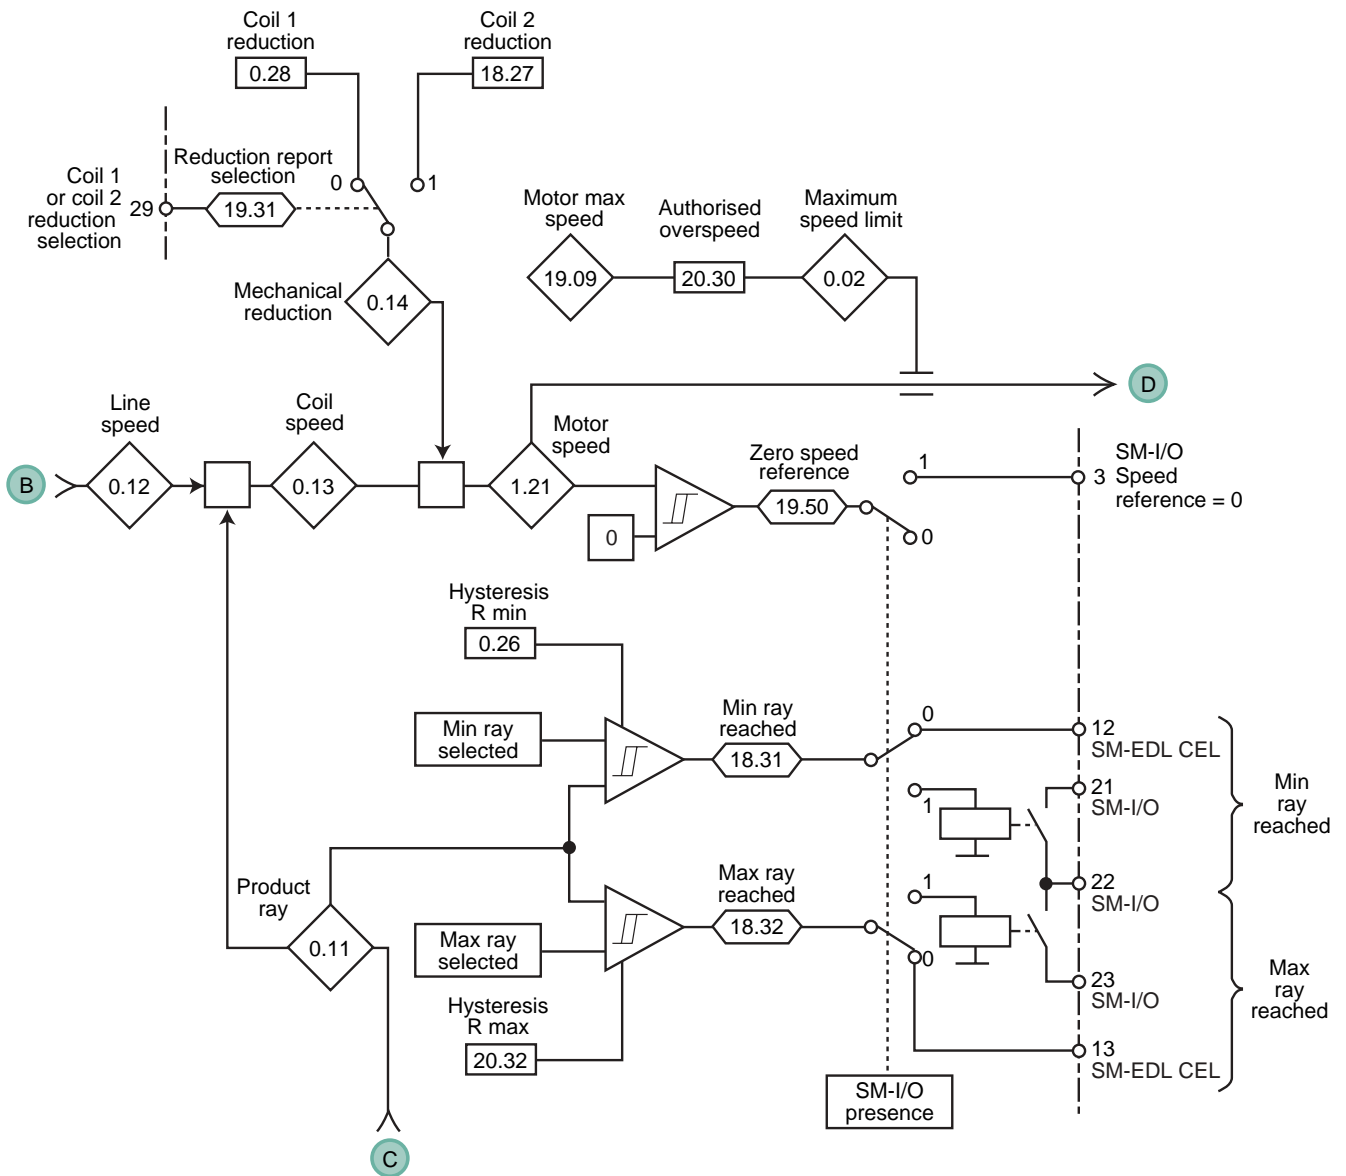 Coil 1
reduction
0.28
Coil 2
reduction
18.27
Coil 1
or coil 2
reduction
selection
29
Reduction report
selection
19.31
0
1
Mechanical
reduction
0.14
Motor max
speed
19.09
Authorised
overspeed
20.30
Maximum
speed limit
0.02
D
B
Line
speed
0.12
Coil
speed
0.13
Motor
speed
1.21
0
Zero speed
reference
19.50
1
0
3
SM-I/O
Speed
reference = 0
Hysteresis
R min
0.26
Min ray
selected
Min ray
reached
18.31
0
1
12
SM-EDL CEL
21
SM-I/O
22
SM-I/O
Min
ray
reached
Product
ray
0.11
Max ray
selected
Hysteresis
R max
20.32
Max ray
reached
18.32
1
0
23
SM-I/O
13
SM-EDL CEL
Max
ray
reached
SM-I/O
presence
C